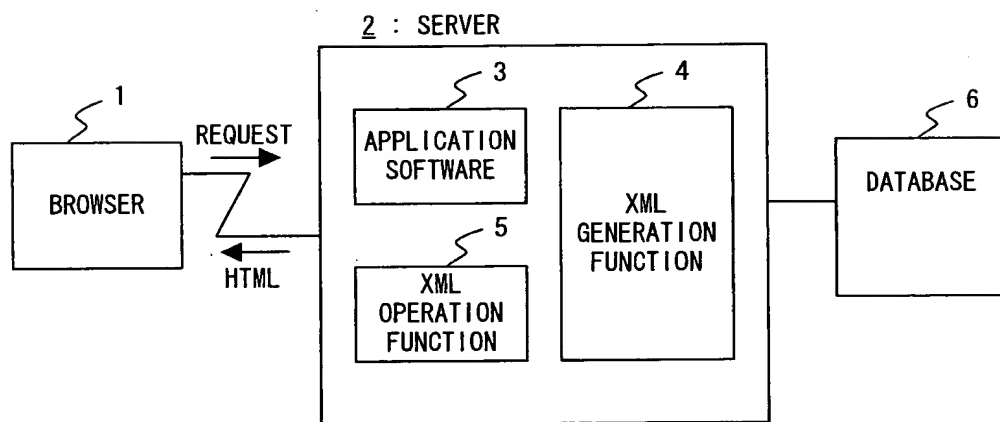 2 : SERVER
1
BROWSER
REQUEST
HTML
3
APPLICATION
SOFTWARE
5
XML
OPERATION
FUNCTION
4
XML
GENERATION
FUNCTION
6
DATABASE